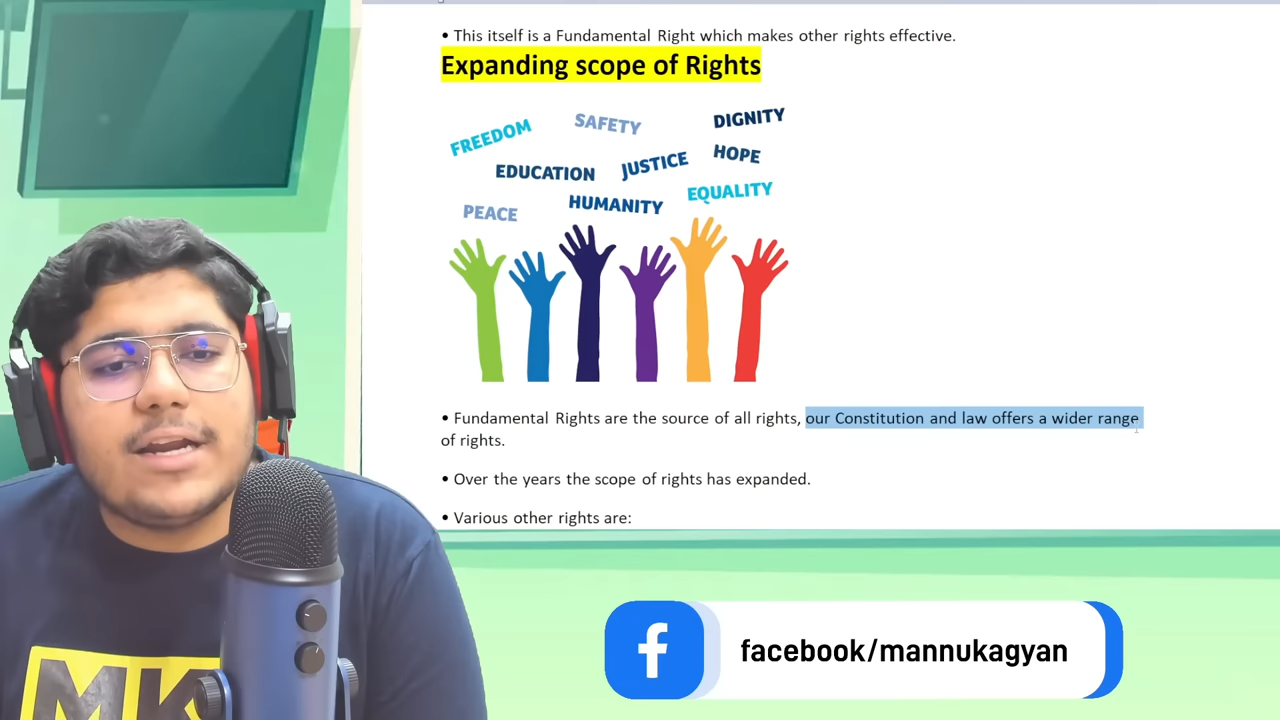 • This itself is a Fundamental Right which makes other rights effective.
Expanding scope of Rights
FREEDOM
SAFETY
DIGNITY
EDUCATION
JUSTICE
HOPE
PEACE
HUMANITY
EQUALITY
• Fundamental Rights are the source of all rights, our Constitution and law offers a wider range
of rights.
• Over the years the scope of rights has expanded.
• Various other rights are:
MK
facebook/mannukagyan